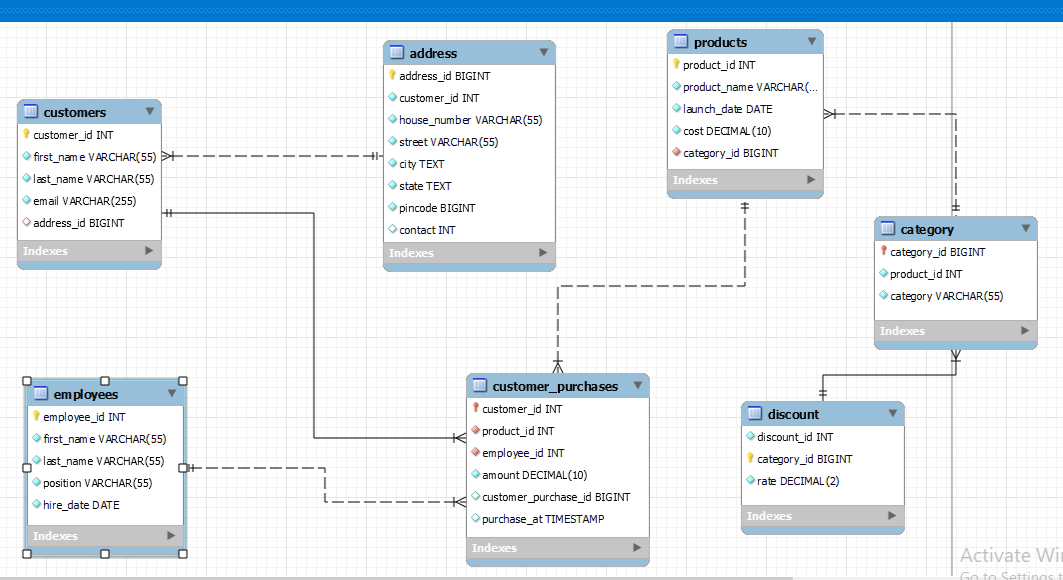 customers
customer_id INT
first_name VARCHAR(55)
last_name VARCHAR(55)
email VARCHAR(255)
address_id BIGINT
Indexes
address
address_id BIGINT
customer_id INT
house_number VARCHAR(55)
street VARCHAR(55)
city TEXT
state TEXT
pincode BIGINT
contact INT
Indexes
products
product_id INT
product_name VARCHAR(...
launch_date DATE
cost DECIMAL(10)
category_id BIGINT
Indexes
category
category_id BIGINT
product_id INT
category VARCHAR(55)
Indexes
employees
employee_id INT
first_name VARCHAR(55)
last_name VARCHAR(55)
position VARCHAR(55)
hire_date DATE
Indexes
customer_purchases
customer_id INT
product_id INT
employee_id INT
amount DECIMAL(10)
customer_purchase_id BIGINT
purchase_at TIMESTAMP
Indexes
discount
discount_id INT
category_id BIGINT
rate DECIMAL(2)
Indexes
Activate Wi
Go to Settings